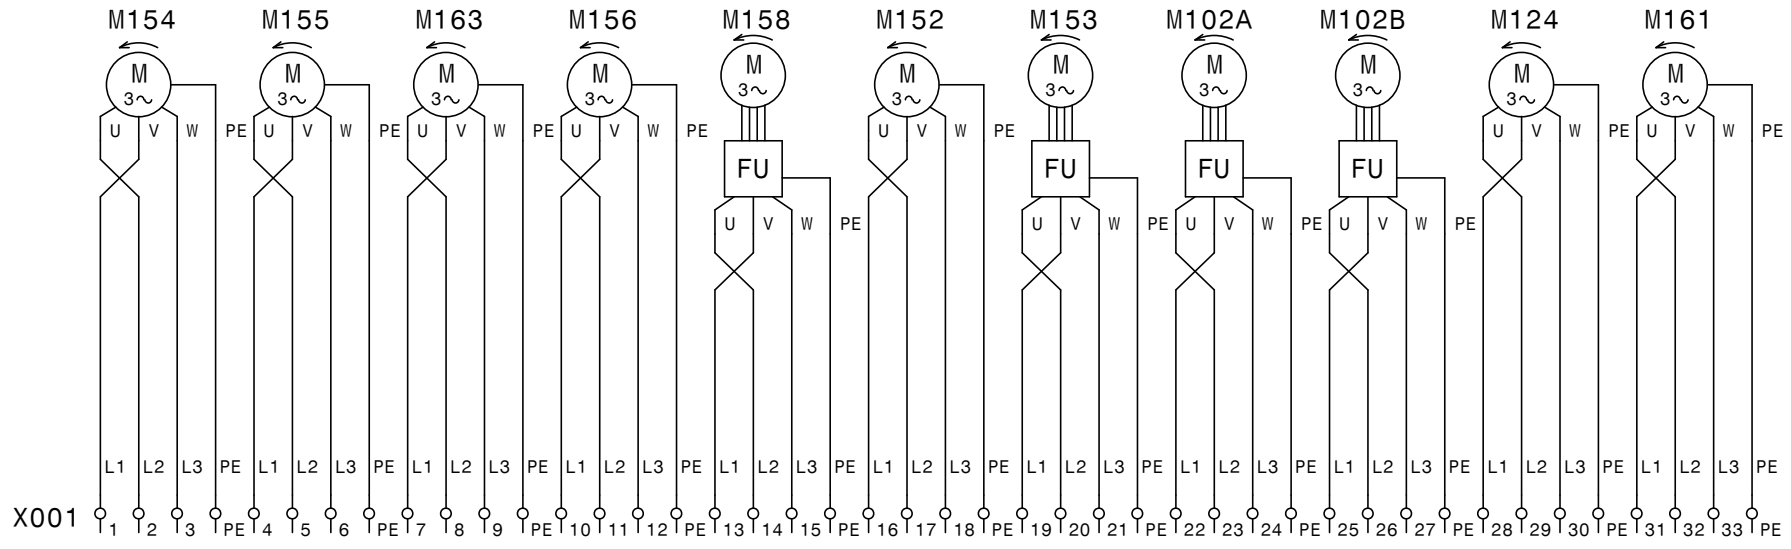 M154 M155 M163 M156 M158 M152 M153 M102A M102B M124 M161
M M M M M M M M M M M
3∼ 3∼ 3∼ 3∼ 3∼ 3∼ 3∼ 3∼ 3∼ 3∼ 3∼
U V W PE U V W PE U V W PE U V W PE U V W PE U V W PE U V W PE
FU FU FU FU
U V W PE U V W PE U V W PE U V W PE
L1 L2 L3 PE L1 L2 L3 PE L1 L2 L3 PE L1 L2 L3 PE L1 L2 L3 PE L1 L2 L3 PE L1 L2 L3 PE L1 L2 L3 PE L1 L2 L3 PE L1 L2 L3 PE L1 L2 L3 PE
X001 1 2 3 PE 4 5 6 PE 7 8 9 PE 10 11 12 PE 13 14 15 PE 16 17 18 PE 19 20 21 PE 22 23 24 PE 25 26 27 PE 28 29 30 PE 31 32 33 PE